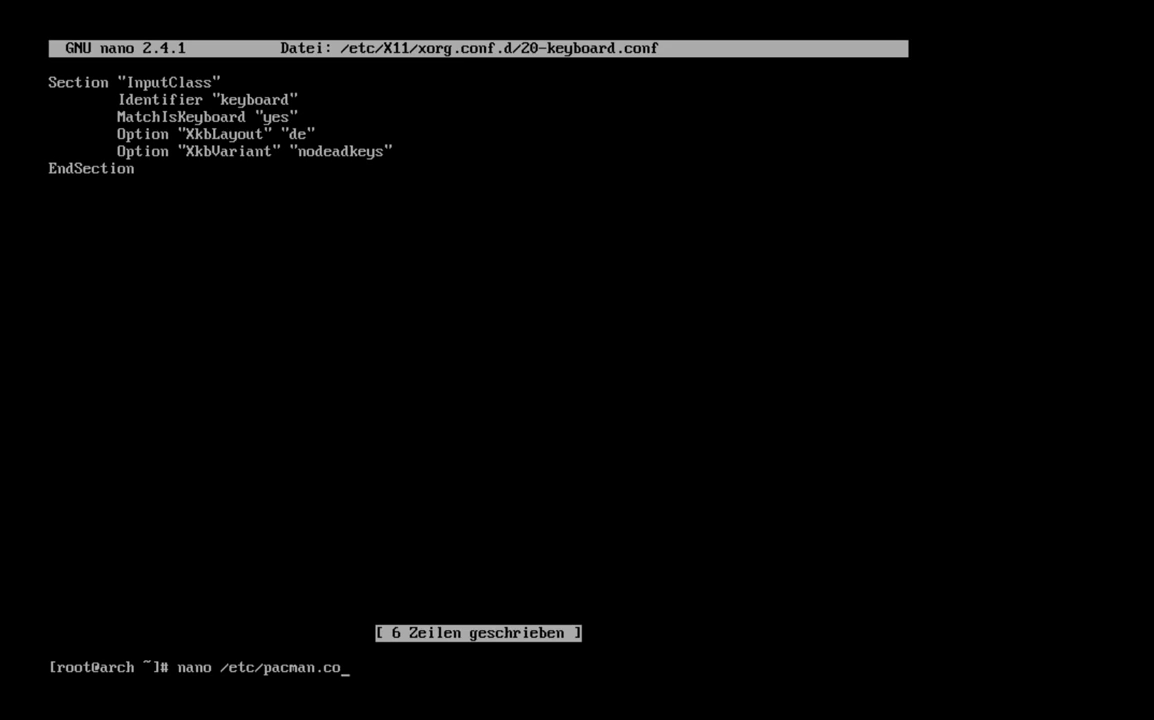 GNU nano 2.4.1 Datei: /etc/X11/xorg.conf.d/20-keyboard.conf
Section "InputClass"
Identifier "keyboard"
MatchIsKeyboard "yes"
Option "XkbLayout" "de"
Option "XkbVariant" "nodeadkeys"
EndSection
[ 6 Zeilen geschrieben ]
[root@arch ~]# nano /etc/pacman.co_